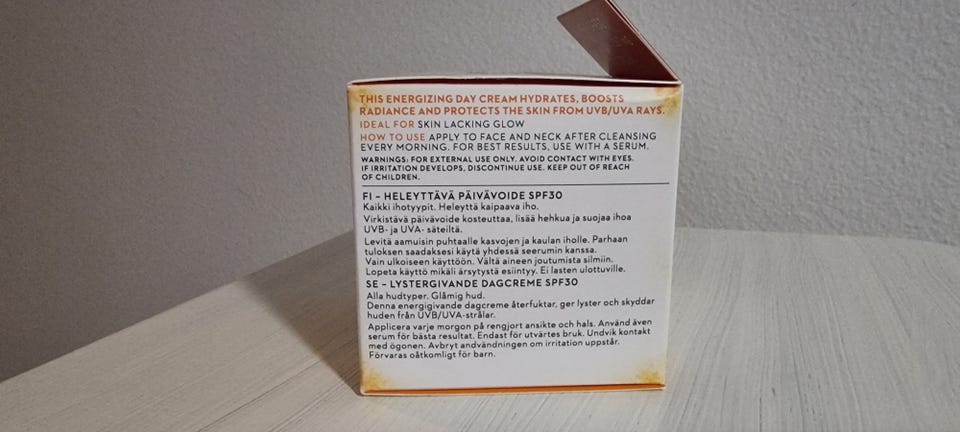 THIS ENERGIZING DAY CREAM HYDRATES, BOOSTS
RADIANCE AND PROTECTS THE SKIN FROM UVB/UVA RAYS.
IDEAL FOR SKIN LACKING GLOW
HOW TO USE APPLY TO FACE AND NECK AFTER CLEANSING
EVERY MORNING. FOR BEST RESULTS, USE WITH A SERUM.
WARNINGS: FOR EXTERNAL USE ONLY. AVOID CONTACT WITH EYES.
IF IRRITATION DEVELOPS, DISCONTINUE USE. KEEP OUT OF REACH
OF CHILDREN.
FI – HELEYTTÄVÄ PÄIVÄVOIDE SPF30
Kaikki ihotyypit. Heleyttä kaipaava iho.
Virkistävä päivävoide kosteuttaa, lisää hehkua ja suojaa ihoa
UVB- ja UVA- säteiltä.
Levitä aamuisin puhtaalle kasvojen ja kaulan iholle. Parhaan
tuloksen saadaksesi käytä yhdessä seerumin kanssa.
Vain ulkoiseen käyttöön. Vältä aineen joutumista silmiin.
Lopeta käyttö mikäli ärsytystä esiintyy. Ei lasten ulottuville.
SE – LYSTERGIVANDE DAGCREME SPF30
Alla hudtyper. Glåmig hud.
Denna energigivande dagcreme återfuktar, ger lyster och skyddar
huden från UVB/UVA-strålar.
Applicera varje morgon på rengjort ansikte och hals. Använd även
serum för bästa resultat. Endast för utvärtes bruk. Undvik kontakt
med ögonen. Avbryt andvändningen om irritation uppstår.
Förvaras oåtkomligt för barn.